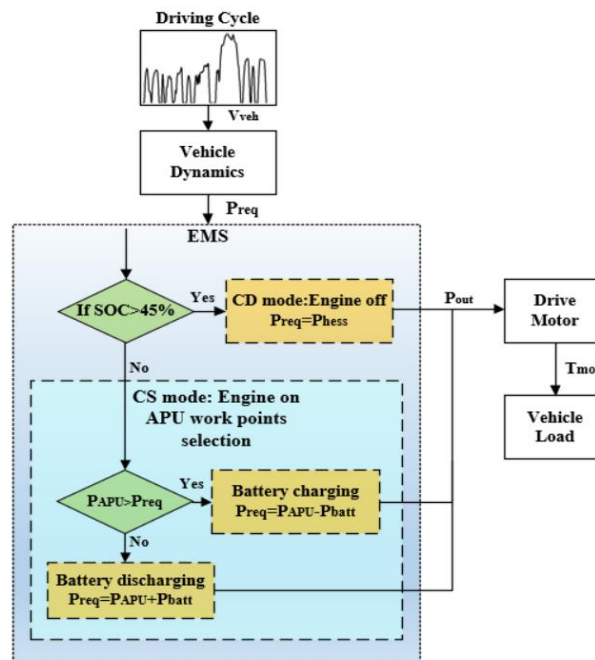 Driving Cycle
Vveh
Vehicle
Dynamics
Preq
EMS
If SOC>45%
Yes
CD mode:Engine off
Preq=Phess
Pout
Drive
Motor
No
Tmot
Vehicle
Load
CS mode: Engine on
APU work points
selection
PAPU>Preq
Yes
Battery charging
Preq=PAPU-Pbatt
No
Battery discharging
Preq=PAPU+Pbatt